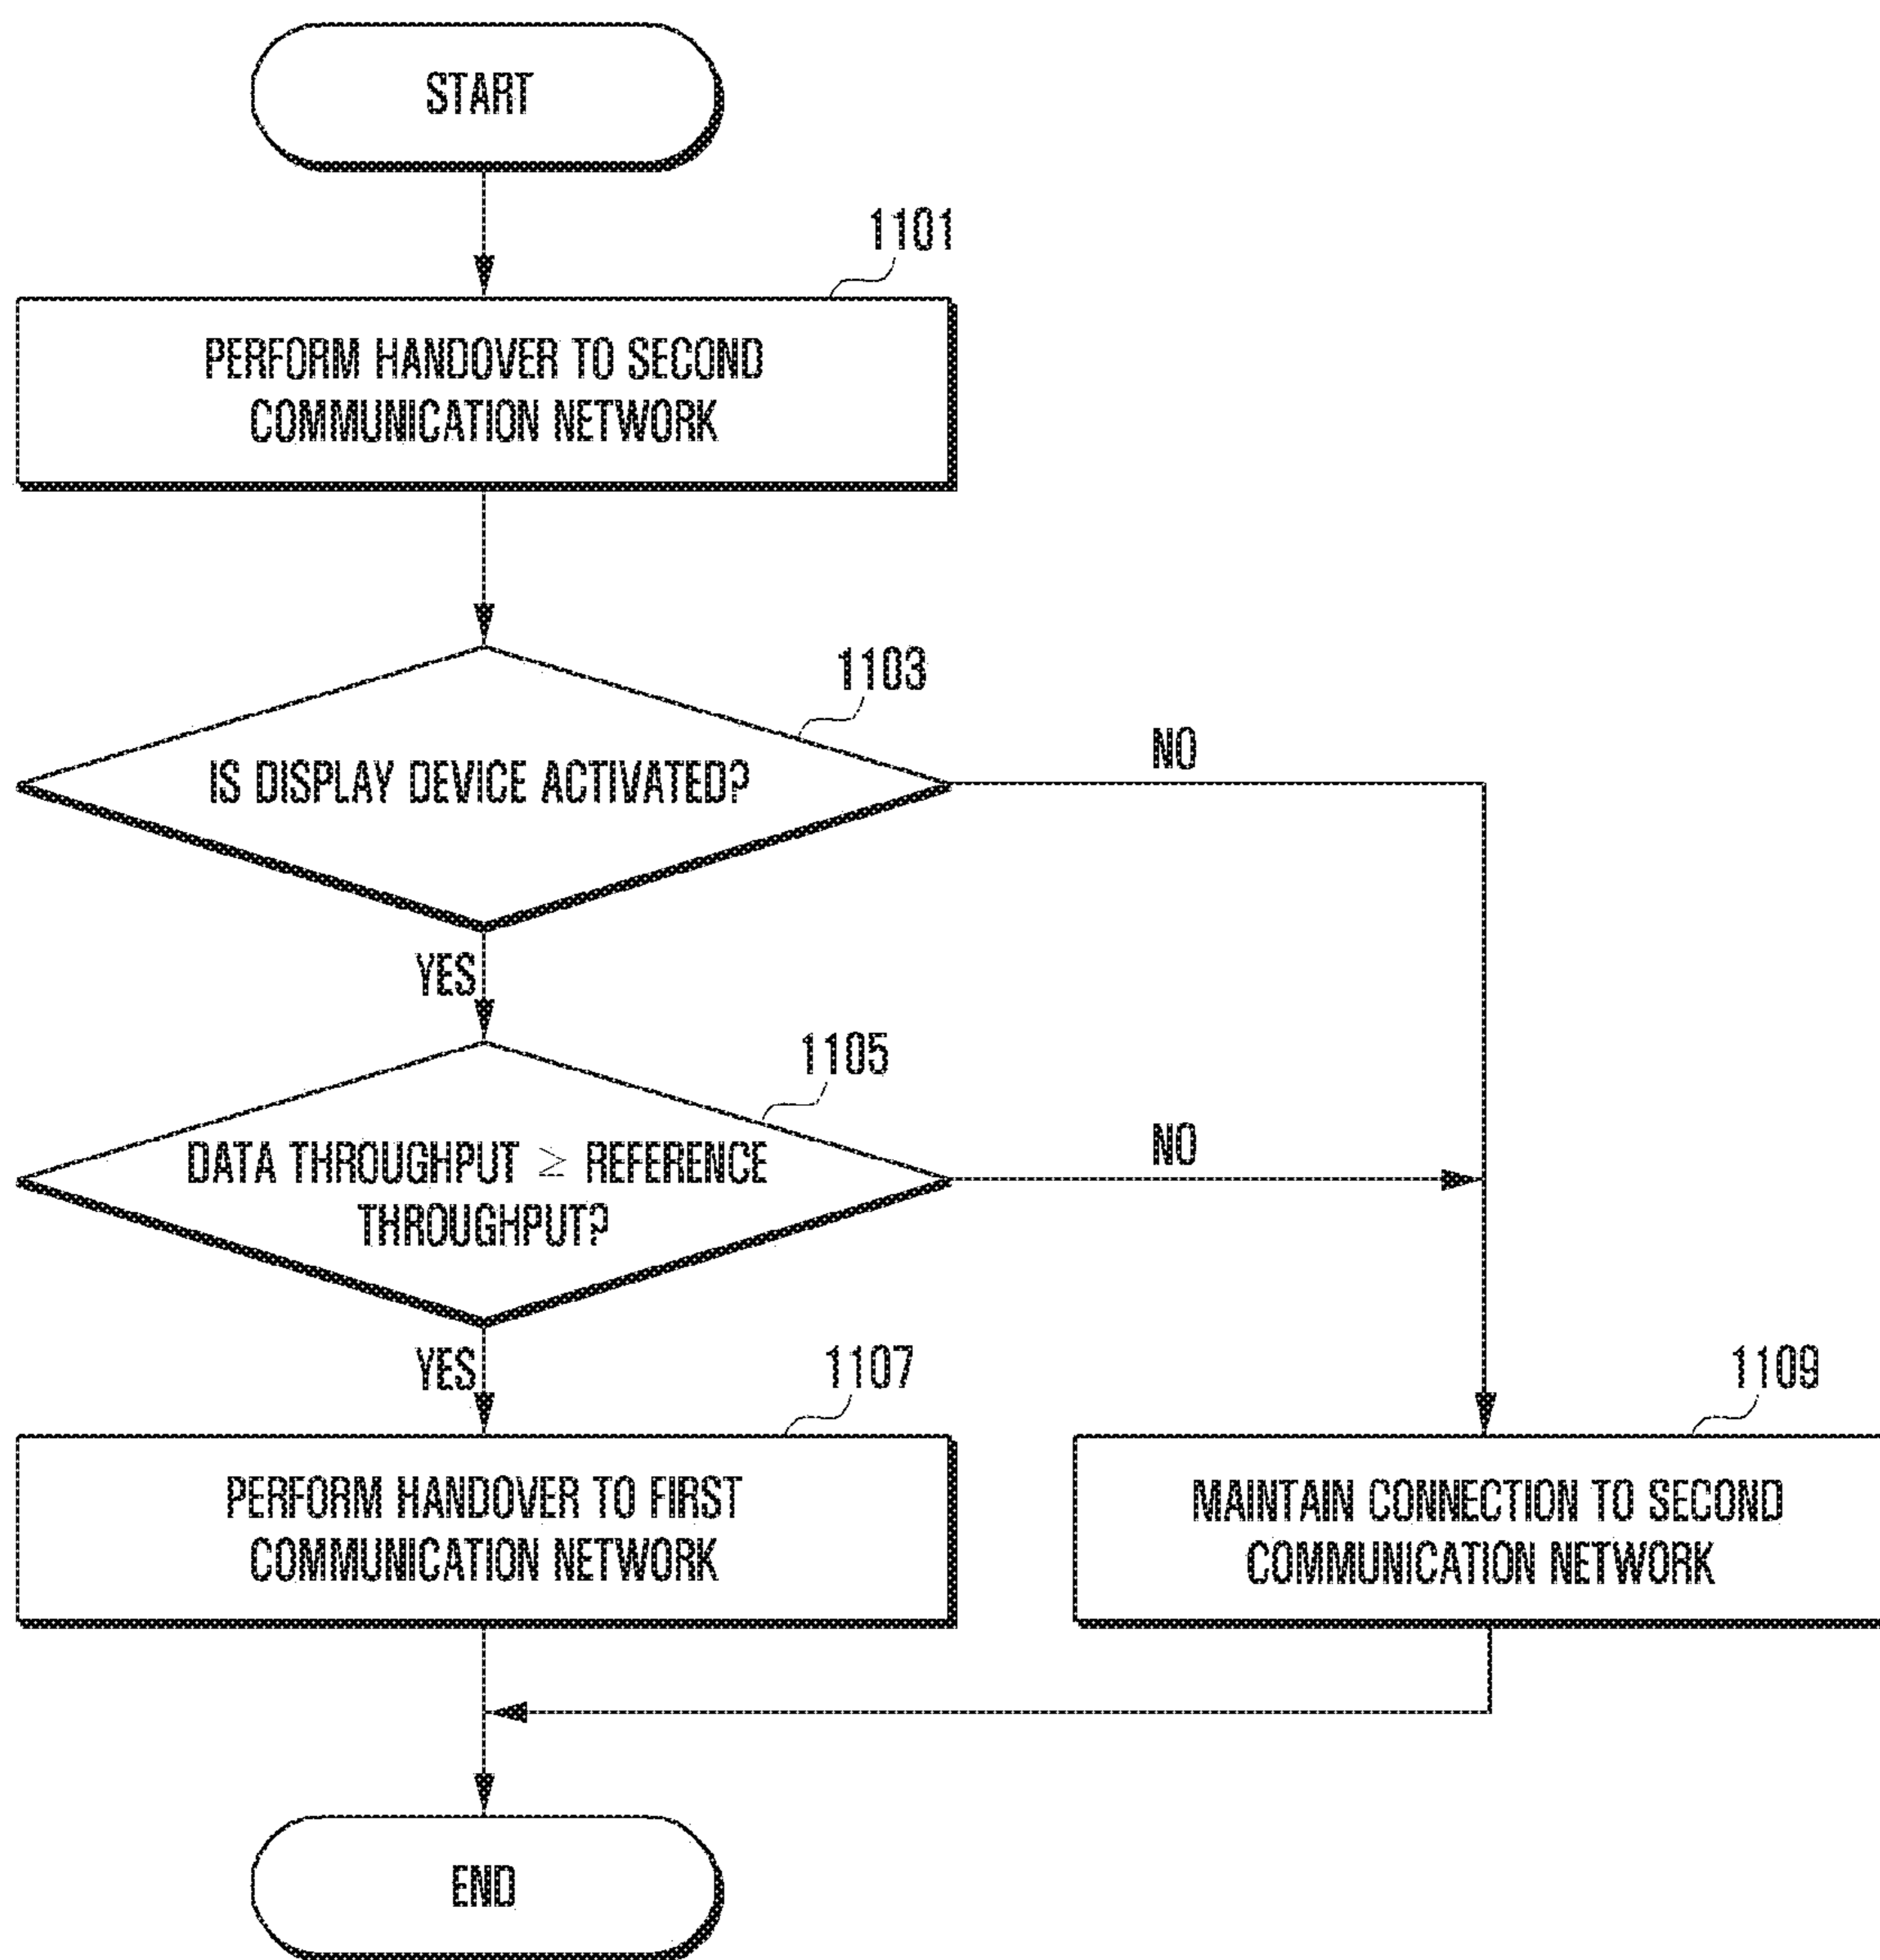 START
1101
PERFORM HANDOVER TO SECOND
COMMUNICATION NETWORK
1103
IS DISPLAY DEVICE ACTIVATED?
NO
YES
1105
DATA THROUGHPUT ≥ REFERENCE
THROUGHPUT?
NO
YES
1107
PERFORM HANDOVER TO FIRST
COMMUNICATION NETWORK
1109
MAINTAIN CONNECTION TO SECOND
COMMUNICATION NETWORK
END